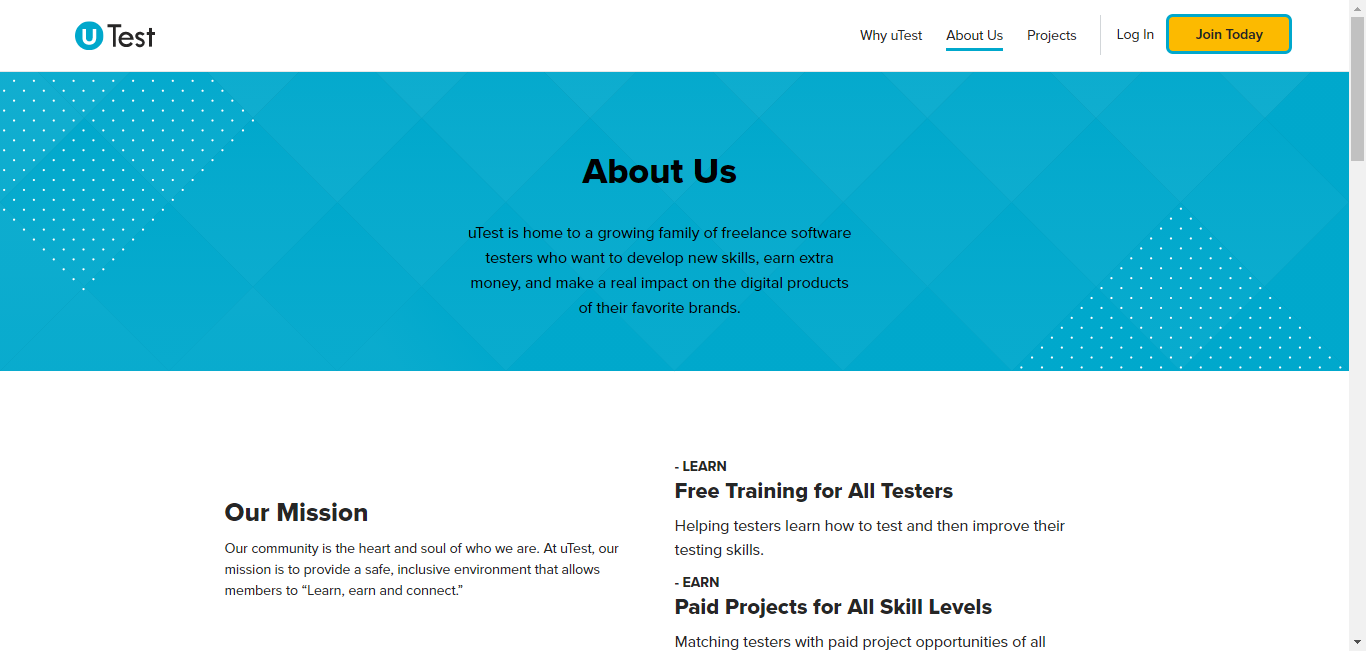 uTest
Why uTest
About Us
Projects
Log In
Join Today
About Us
uTest is home to a growing family of freelance software
testers who want to develop new skills, earn extra
money, and make a real impact on the digital products
of their favorite brands.
Our Mission
Our community is the heart and soul of who we are. At uTest, our
mission is to provide a safe, inclusive environment that allows
members to “Learn, earn and connect.”
- LEARN
Free Training for All Testers
Helping testers learn how to test and then improve their
testing skills.
- EARN
Paid Projects for All Skill Levels
Matching testers with paid project opportunities of all